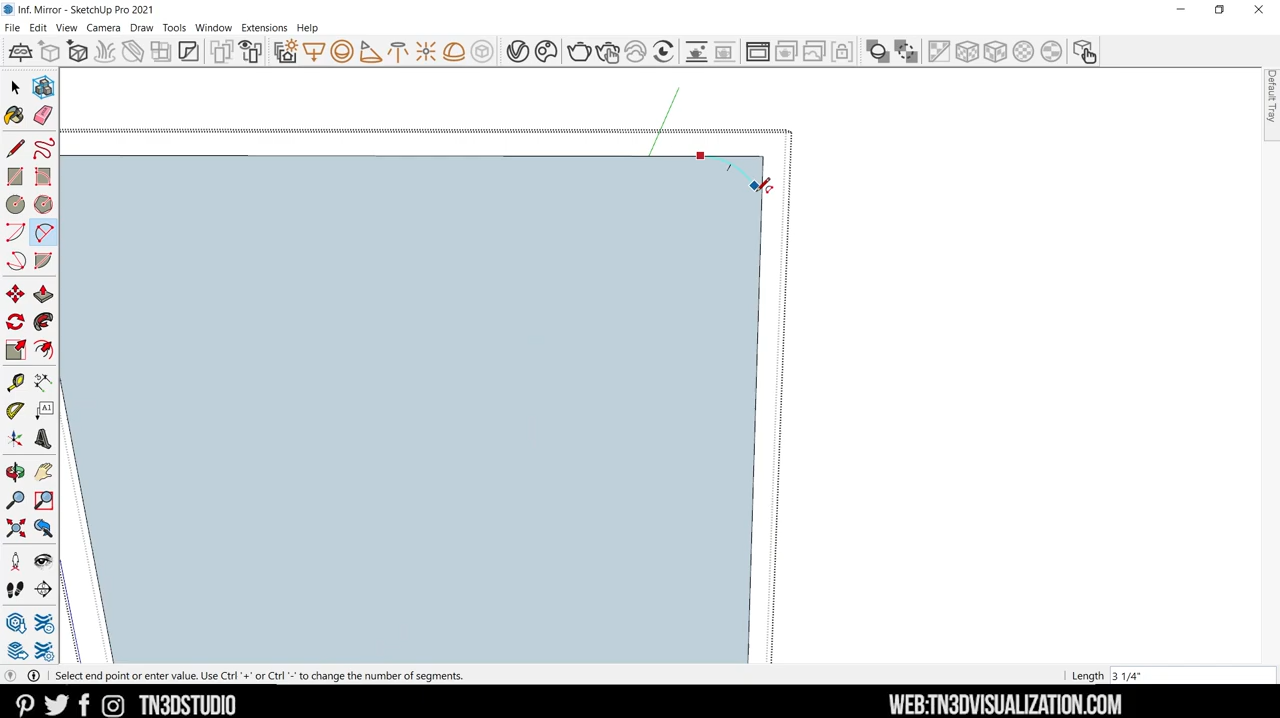 Inf. Mirror - SketchUp Pro 2021
File Edit View Camera Draw Tools Window Extensions Help
Default Tray
A1
Select end point or enter value. Use Ctrl '+' or Ctrl '-' to change the number of segments.
Length 3 1/4"
TN3DSTUDIO
WEB:TN3DVISUALIZATION.COM